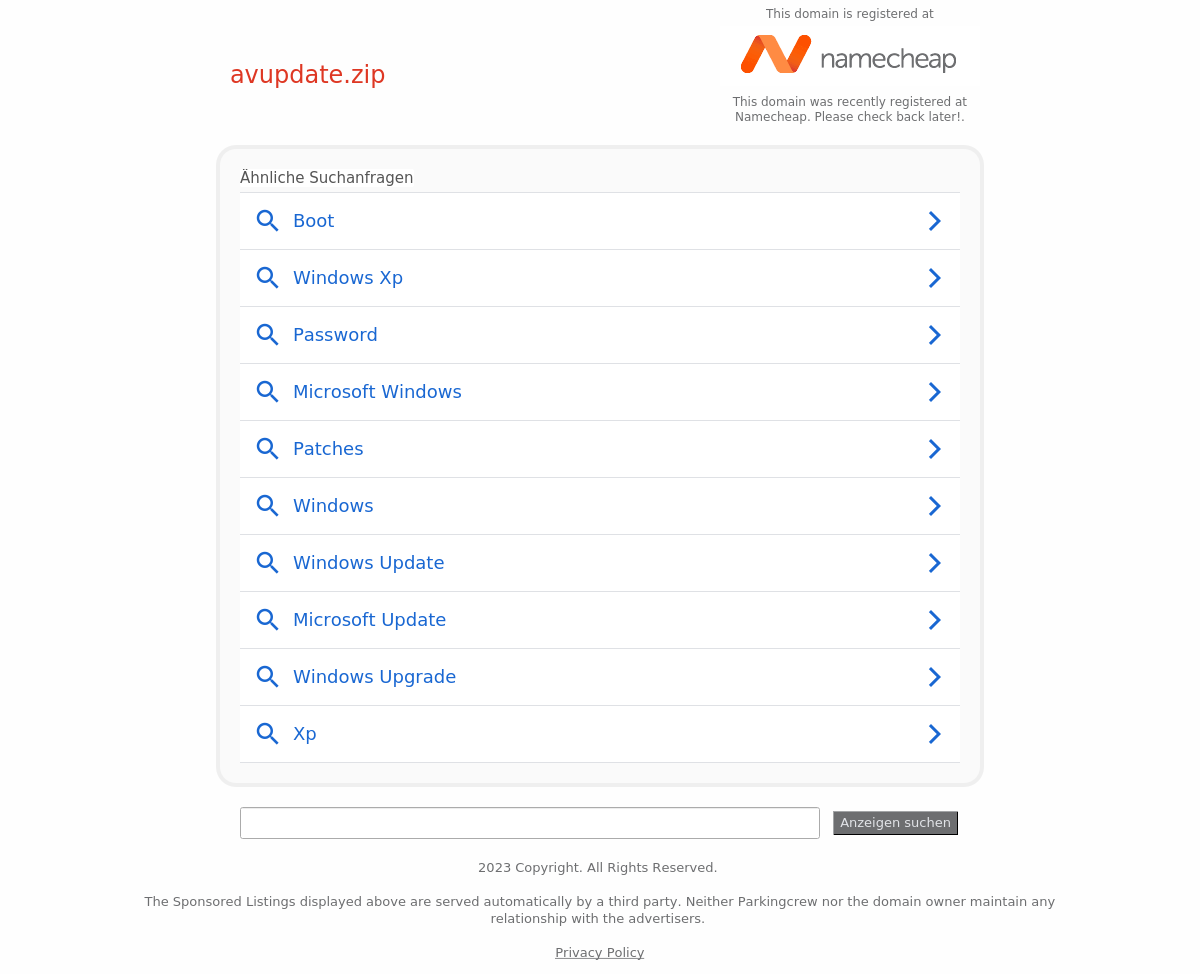 This domain is registered at
namecheap
avupdate.zip
This domain was recently registered at
Namecheap. Please check back later!.
Ähnliche Suchanfragen
Boot
Windows Xp
Password
Microsoft Windows
Patches
Windows
Windows Update
Microsoft Update
Windows Upgrade
Xp
Anzeigen suchen
2023 Copyright. All Rights Reserved.
The Sponsored Listings displayed above are served automatically by a third party. Neither Parkingcrew nor the domain owner maintain any
relationship with the advertisers.
Privacy Policy